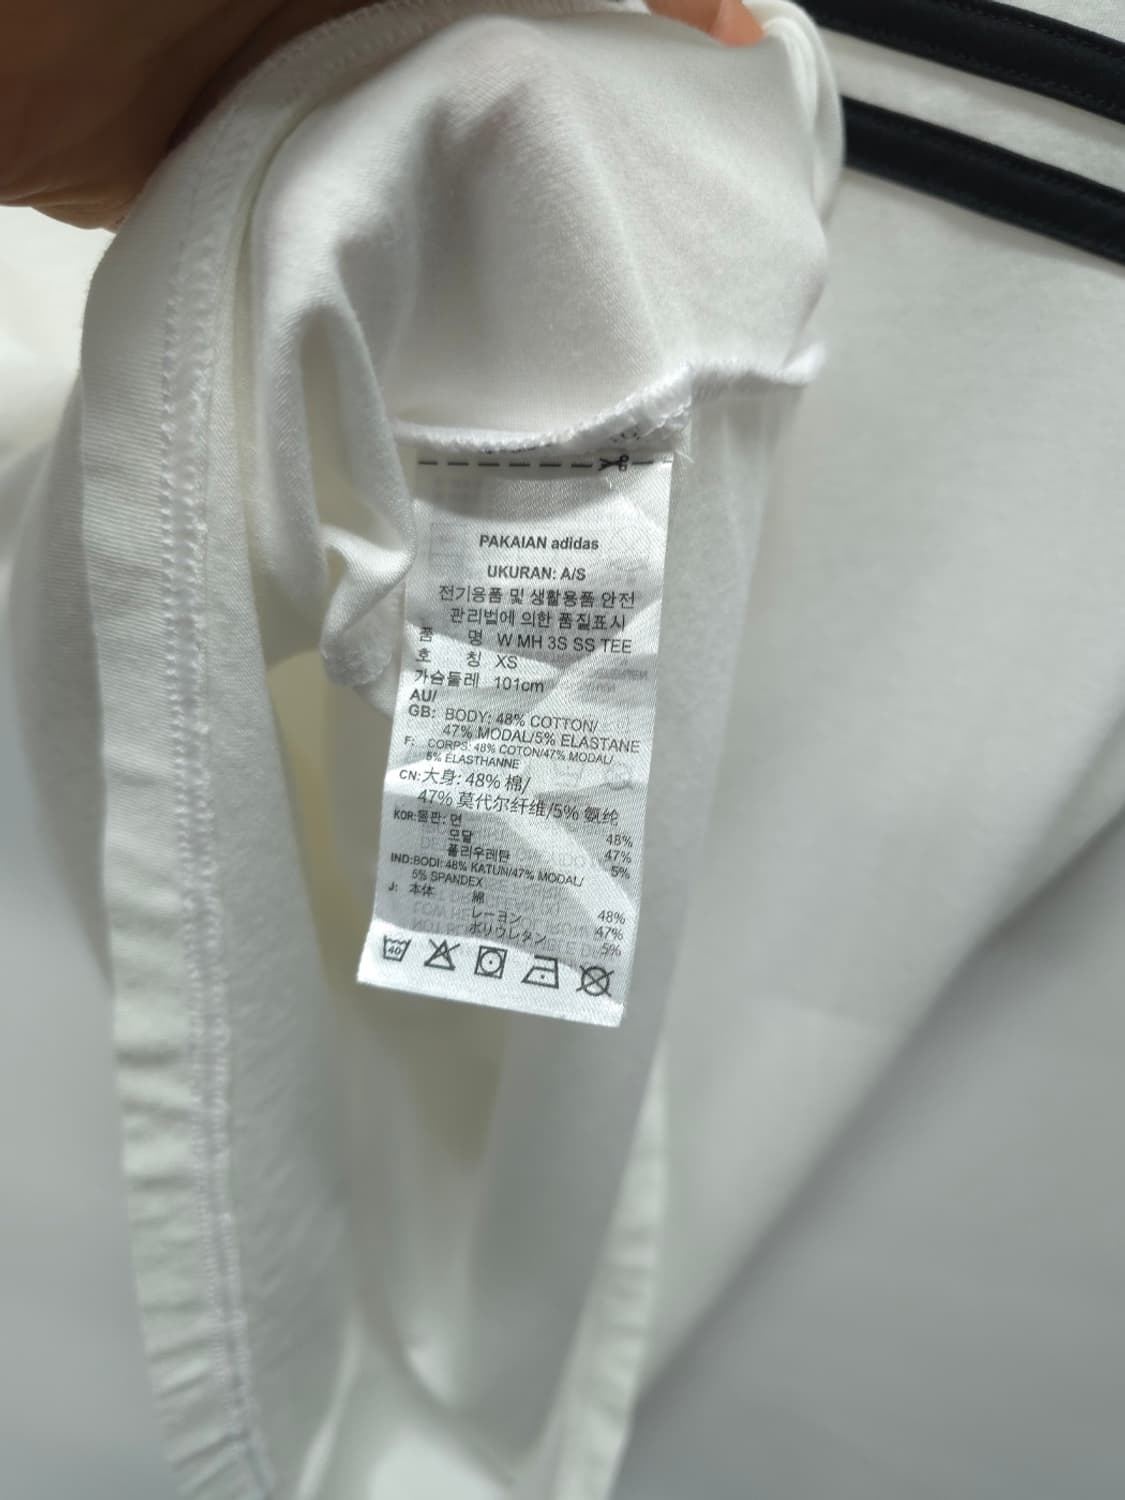 PAKAIAN adidas
UKURAN: A/S
전기용품 및 생활용품 안전
관리법에 의한 품질표시
품 명 W MH 3S SS TEE
호 칭 XS
가슴둘레 101cm
AU/
GB: BODY: 48% COTTON/
47% MODAL/5% ELASTANE
F: CORPS: 48% COTON/47% MODAL/
5% ÉLASTHANNE
CN: 大身: 48% 棉/
47% 莫代尔纤维/5% 氨纶
KOR: 몸판: 면 48%
모달 47%
폴리우레탄 5%
IND: BODI: 48% KATUN/47% MODAL/
5% SPANDEX
J: 本体 綿 48%
レーヨン 47%
ポリウレタン 5%
40